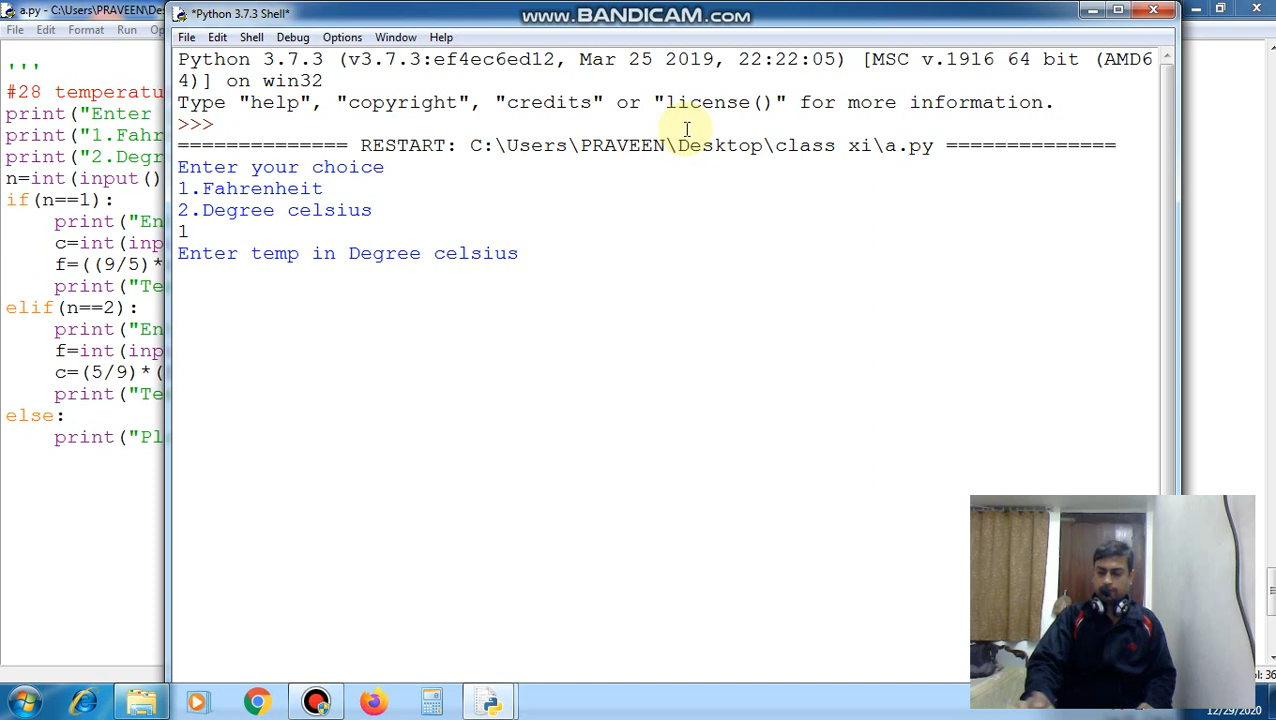 a.py - C:\Users\PRAVEEN\De
*Python 3.7.3 Shell*
www.BANDICAM.com
File Edit Format Run
File Edit Shell Debug Options Window Help
'''
#28 temperatu
print("Enter
print("1.Fahr
print("2.Degr
n=int(input()
if(n==1):
print("En
c=int(inp
f=((9/5)*
print("Te
elif(n==2):
print("En
f=int(inp
c=(5/9)*(
print("Te
else:
print("Pl
Python 3.7.3 (v3.7.3:ef4ec6ed12, Mar 25 2019, 22:22:05) [MSC v.1916 64 bit (AMD6
4)] on win32
Type "help", "copyright", "credits" or "license()" for more information.
>>>
============== RESTART: C:\Users\PRAVEEN\Desktop\class xi\a.py ==============
Enter your choice
1.Fahrenheit
2.Degree celsius
1
Enter temp in Degree celsius
ol: 36
12/29/2020